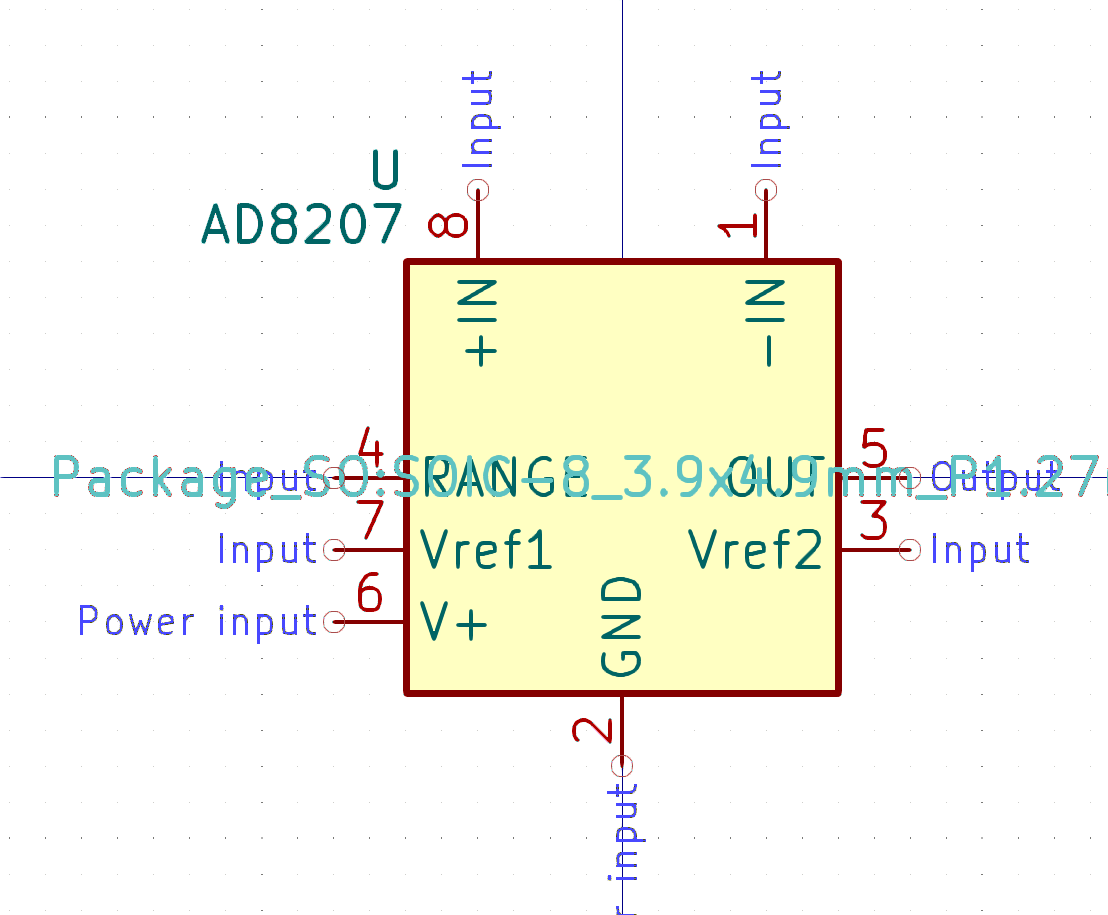 Input
Input
U
AD8207
8
1
+IN
-IN
4
5
Input
RANGE
OUT
Output
Package_SO:SOIC-8_3.9x4.9mm_P1.27
7
3
Input
Vref1
Vref2
Input
6
Power input
V+
GND
2
r input